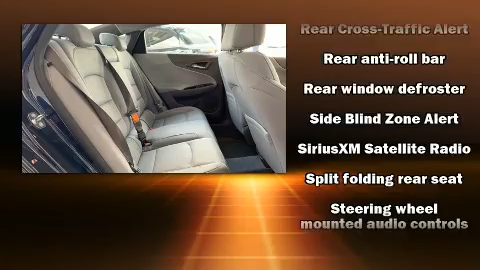 Rear Cross-Traffic Alert
Rear anti-roll bar
Rear window defroster
Side Blind Zone Alert
SiriusXM Satellite Radio
Split folding rear seat
Steering wheel
mounted audio controls